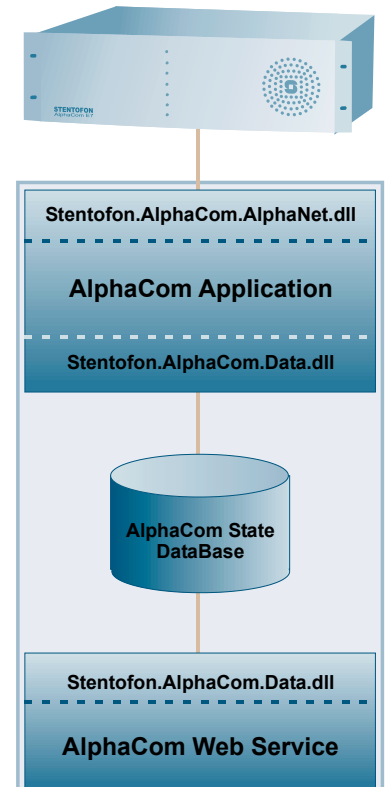 STENTOFON
AlphaCom E7
Stentofon.AlphaCom.AlphaNet.dll
AlphaCom Application
Stentofon.AlphaCom.Data.dll
AlphaCom State
DataBase
Stentofon.AlphaCom.Data.dll
AlphaCom Web Service